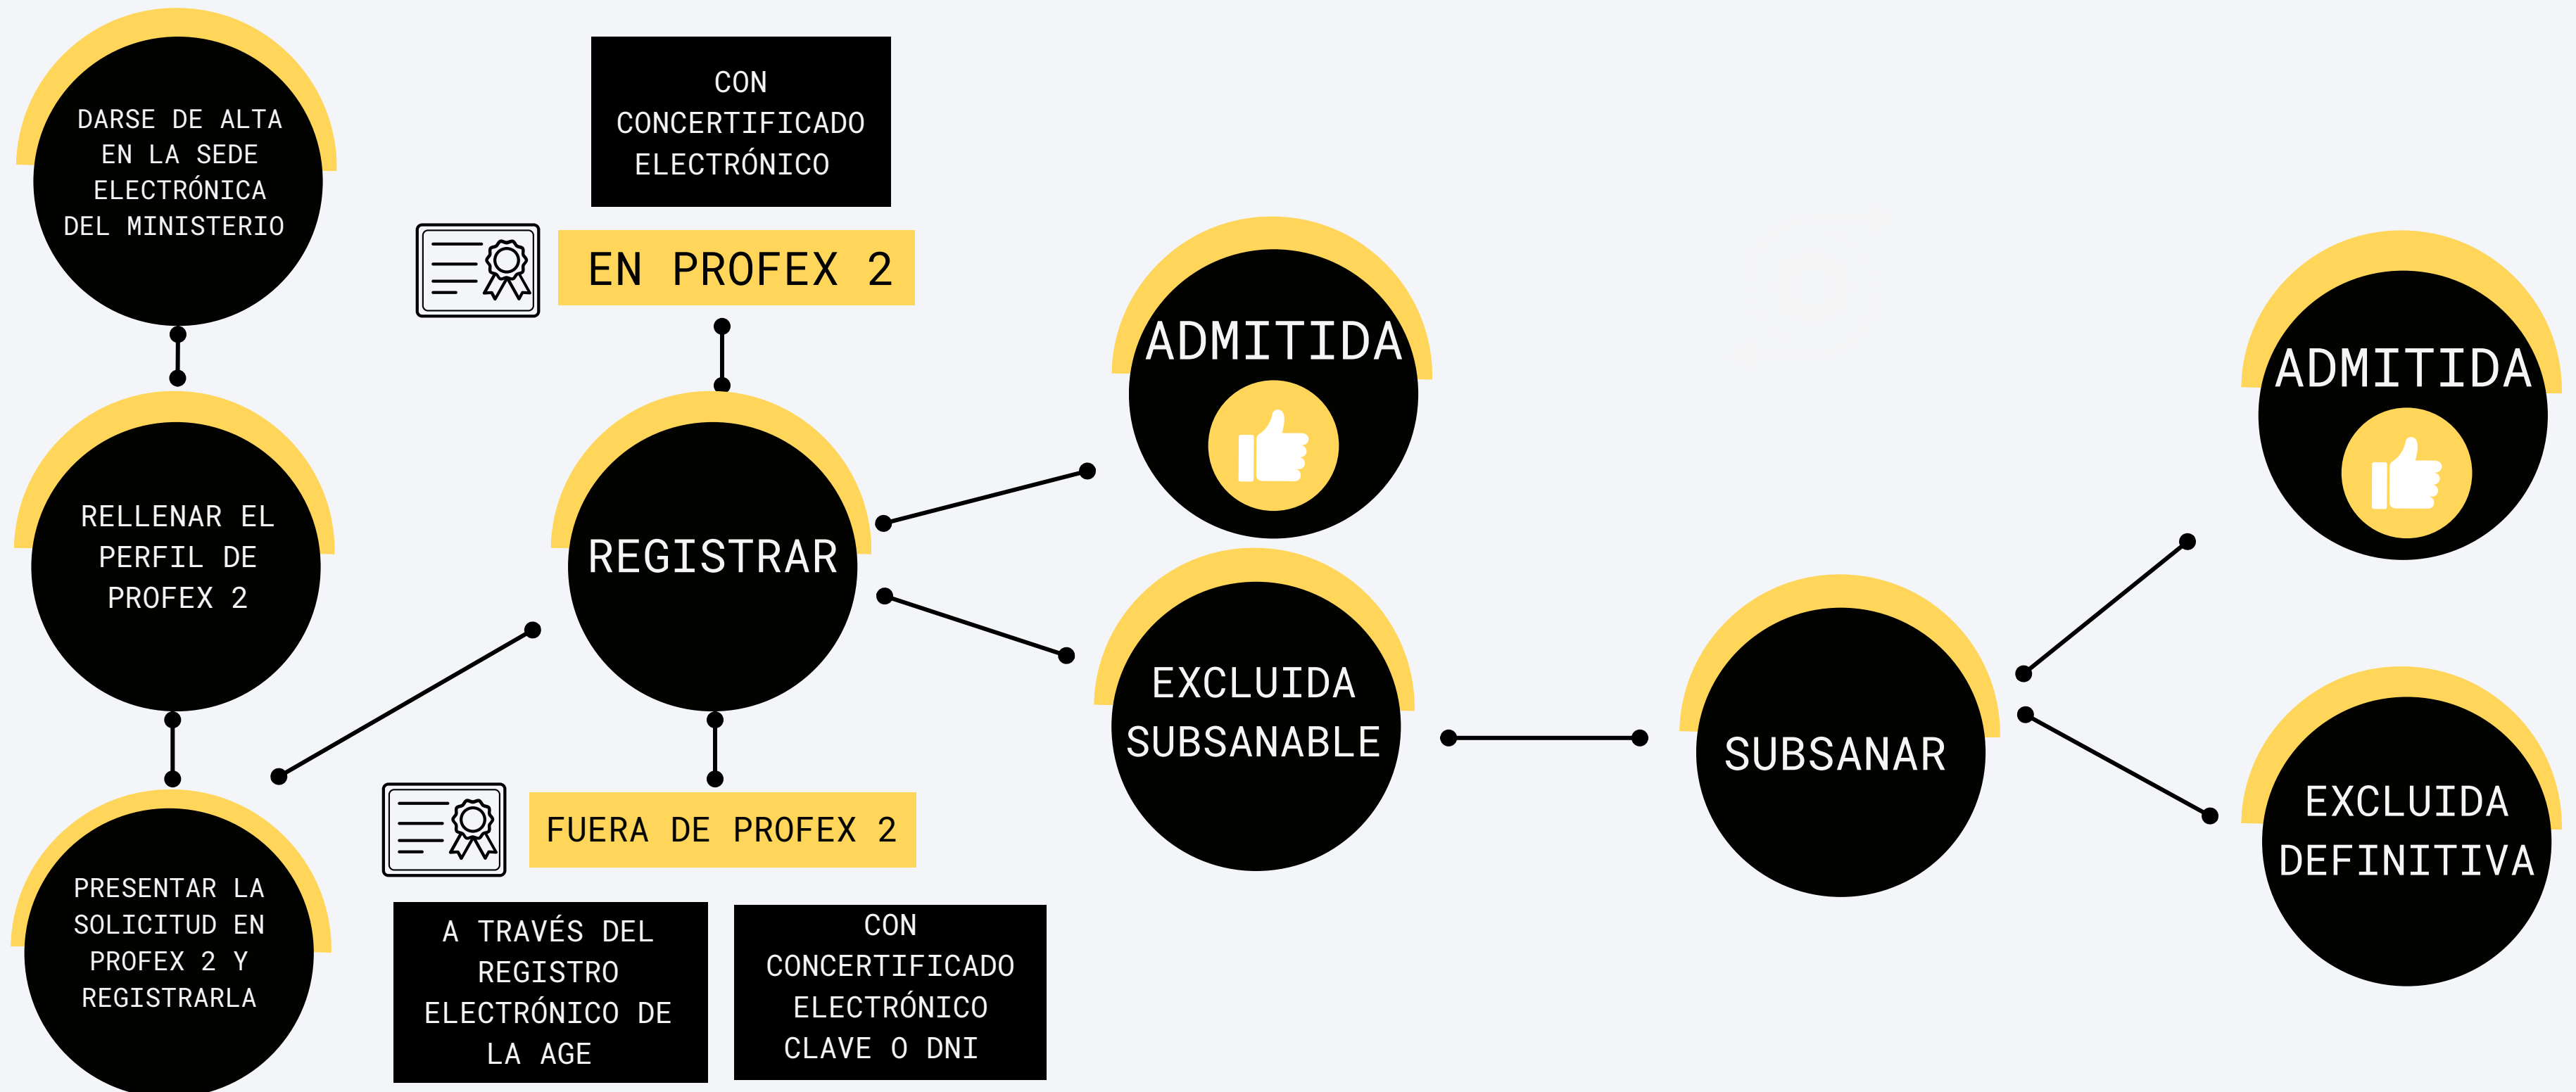 DARSE DE ALTA
EN LA SEDE
ELECTRÓNICA
DEL MINISTERIO
RELLENAR EL
PERFIL DE
PROFEX 2
PRESENTAR LA
SOLICITUD EN
PROFEX 2 Y
REGISTRARLA
CON
CONCERTIFICADO
ELECTRÓNICO
EN PROFEX 2
REGISTRAR
FUERA DE PROFEX 2
A TRAVÉS DEL
REGISTRO
ELECTRÓNICO DE
LA AGE
CON
CONCERTIFICADO
ELECTRÓNICO
CLAVE O DNI
ADMITIDA
EXCLUIDA
SUBSANABLE
SUBSANAR
ADMITIDA
EXCLUIDA
DEFINITIVA